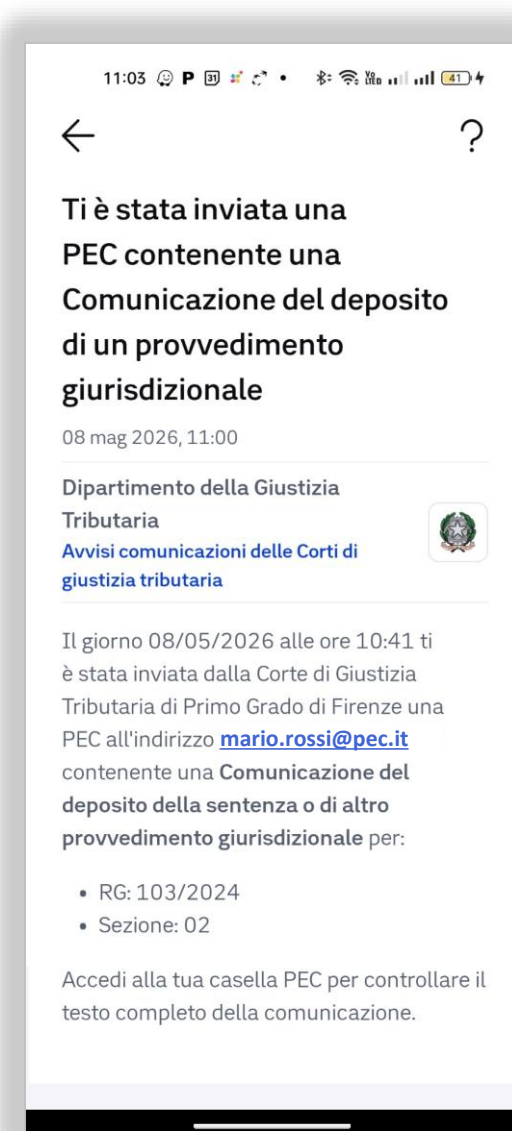 11:03 P 31 • Vo LTED 41
Ti è stata inviata una
PEC contenente una
Comunicazione del deposito
di un provvedimento
giurisdizionale
08 mag 2026, 11:00
Dipartimento della Giustizia
Tributaria
Avvisi comunicazioni delle Corti di
giustizia tributaria
Il giorno 08/05/2026 alle ore 10:41 ti
è stata inviata dalla Corte di Giustizia
Tributaria di Primo Grado di Firenze una
PEC all'indirizzo mario.rossi@pec.it
contenente una Comunicazione del
deposito della sentenza o di altro
provvedimento giurisdizionale per:
• RG: 103/2024
• Sezione: 02
Accedi alla tua casella PEC per controllare il
testo completo della comunicazione.